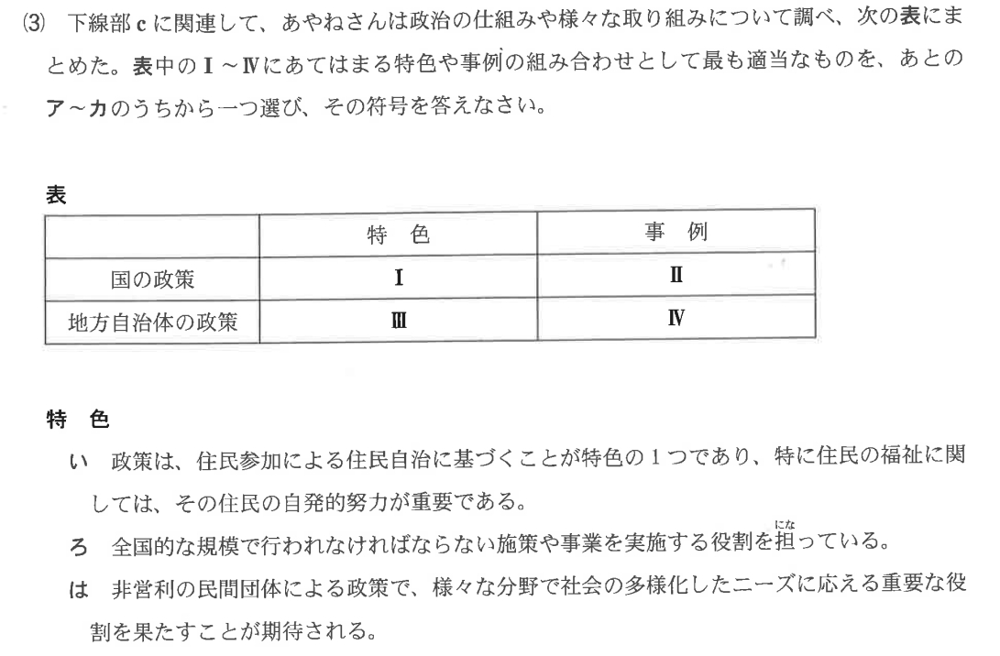 (3) 下線部 c に関連して、あやねさんは政治の仕組みや様々な取り組みについて調べ、次の表にま
とめた。表中のⅠ～Ⅳにあてはまる特色や事例の組み合わせとして最も適当なものを、あとの
ア～カのうちから一つ選び、その符号を答えなさい。
表
特 色 事 例
国の政策 Ⅰ Ⅱ
地方自治体の政策 Ⅲ Ⅳ
特 色
い 政策は、住民参加による住民自治に基づくことが特色の1つであり、特に住民の福祉に関
しては、その住民の自発的努力が重要である。
にな
ろ 全国的な規模で行われなければならない施策や事業を実施する役割を担っている。
は 非営利の民間団体による政策で、様々な分野で社会の多様化したニーズに応える重要な役
割を果たすことが期待される。